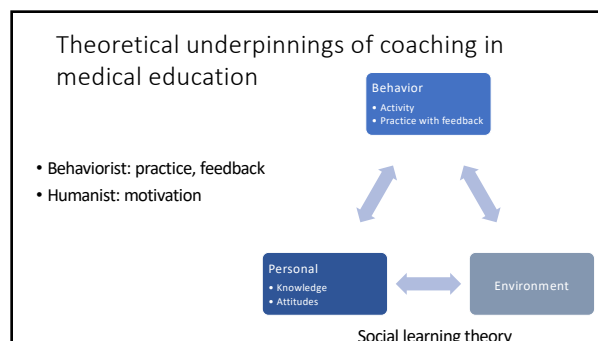 Theoretical underpinnings of coaching in
medical education
Behavior
• Activity
• Practice with feedback
• Behaviorist: practice, feedback
• Humanist: motivation
Personal
• Knowledge
• Attitudes
Environment
Social learning theory